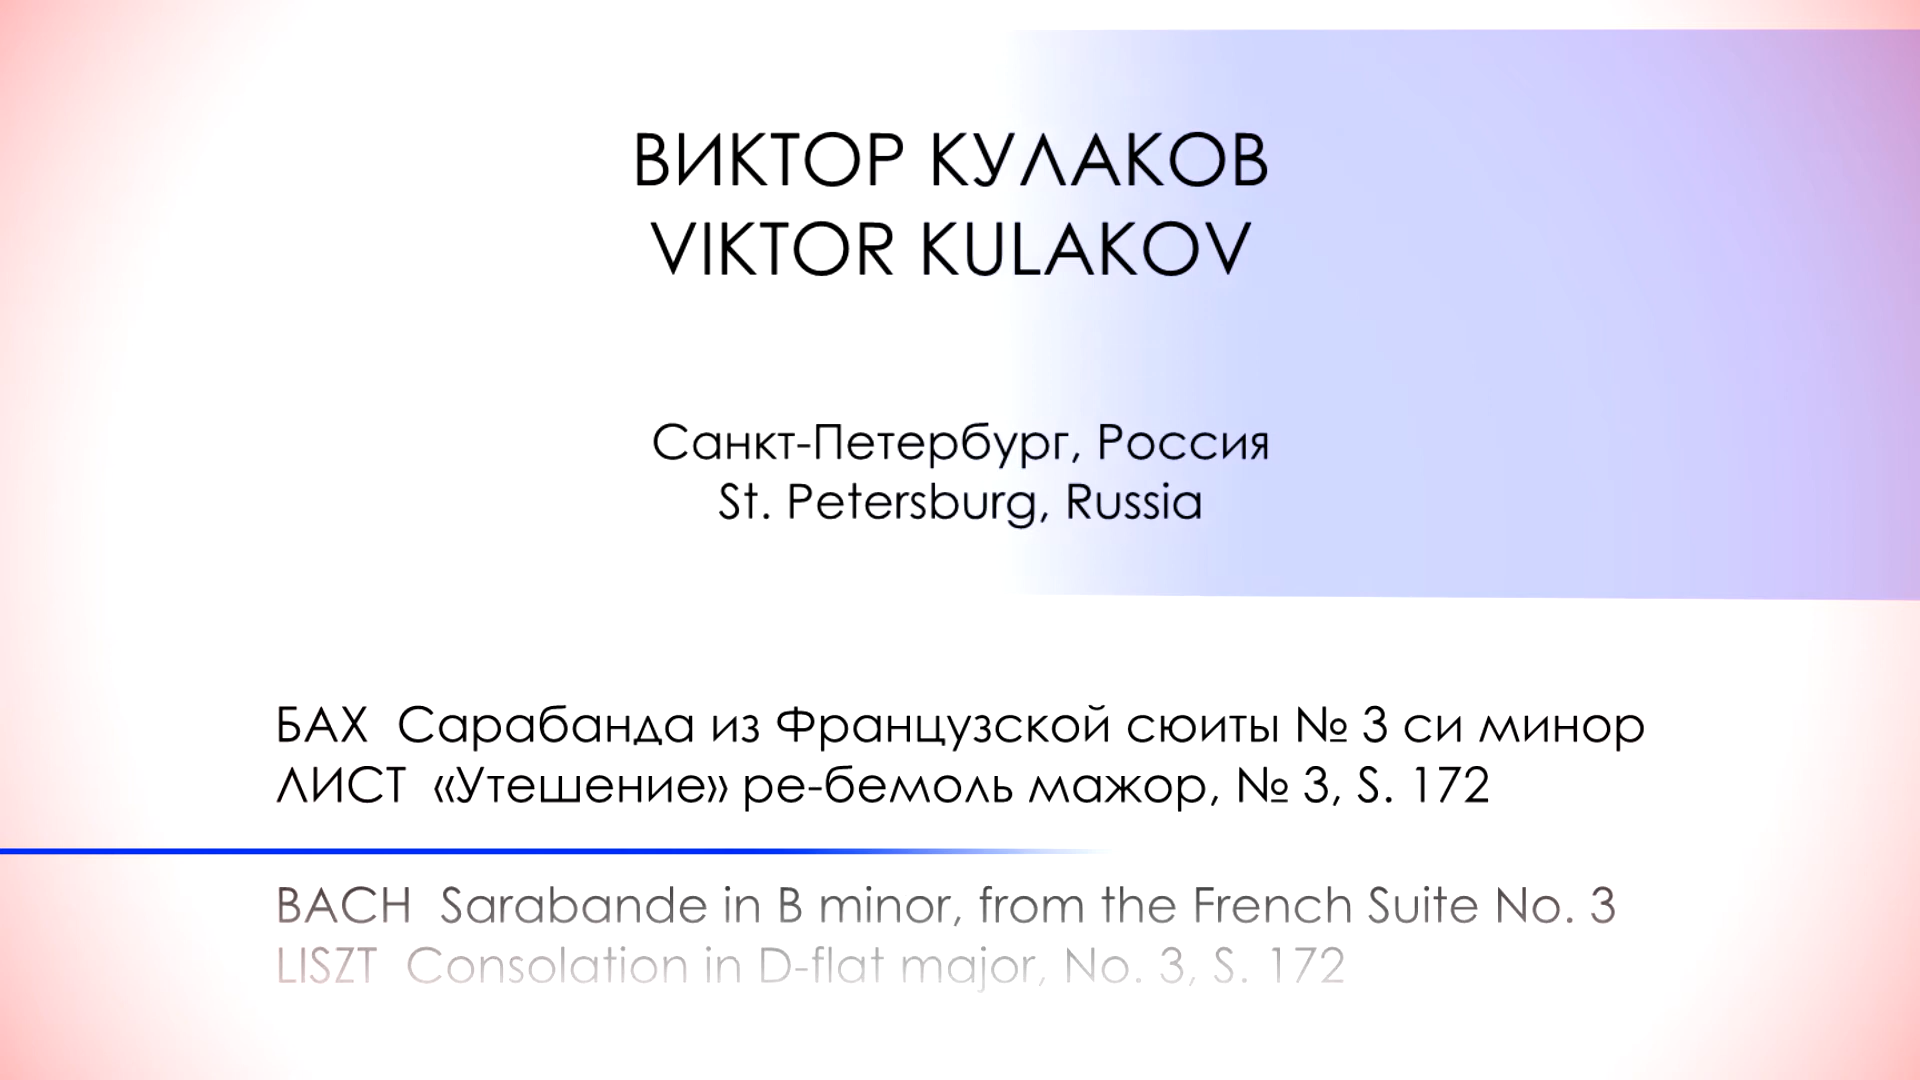 ВИКТОР КУЛАКОВ
VIKTOR KULAKOV
Санкт-Петербург, Россия
St. Petersburg, Russia
БАХ Сарабанда из Французской сюиты № 3 си минор
ЛИСТ «Утешение» ре-бемоль мажор, № 3, S. 172
BACH Sarabande in B minor, from the French Suite No. 3
LISZT Consolation in D-flat major, No. 3, S. 172